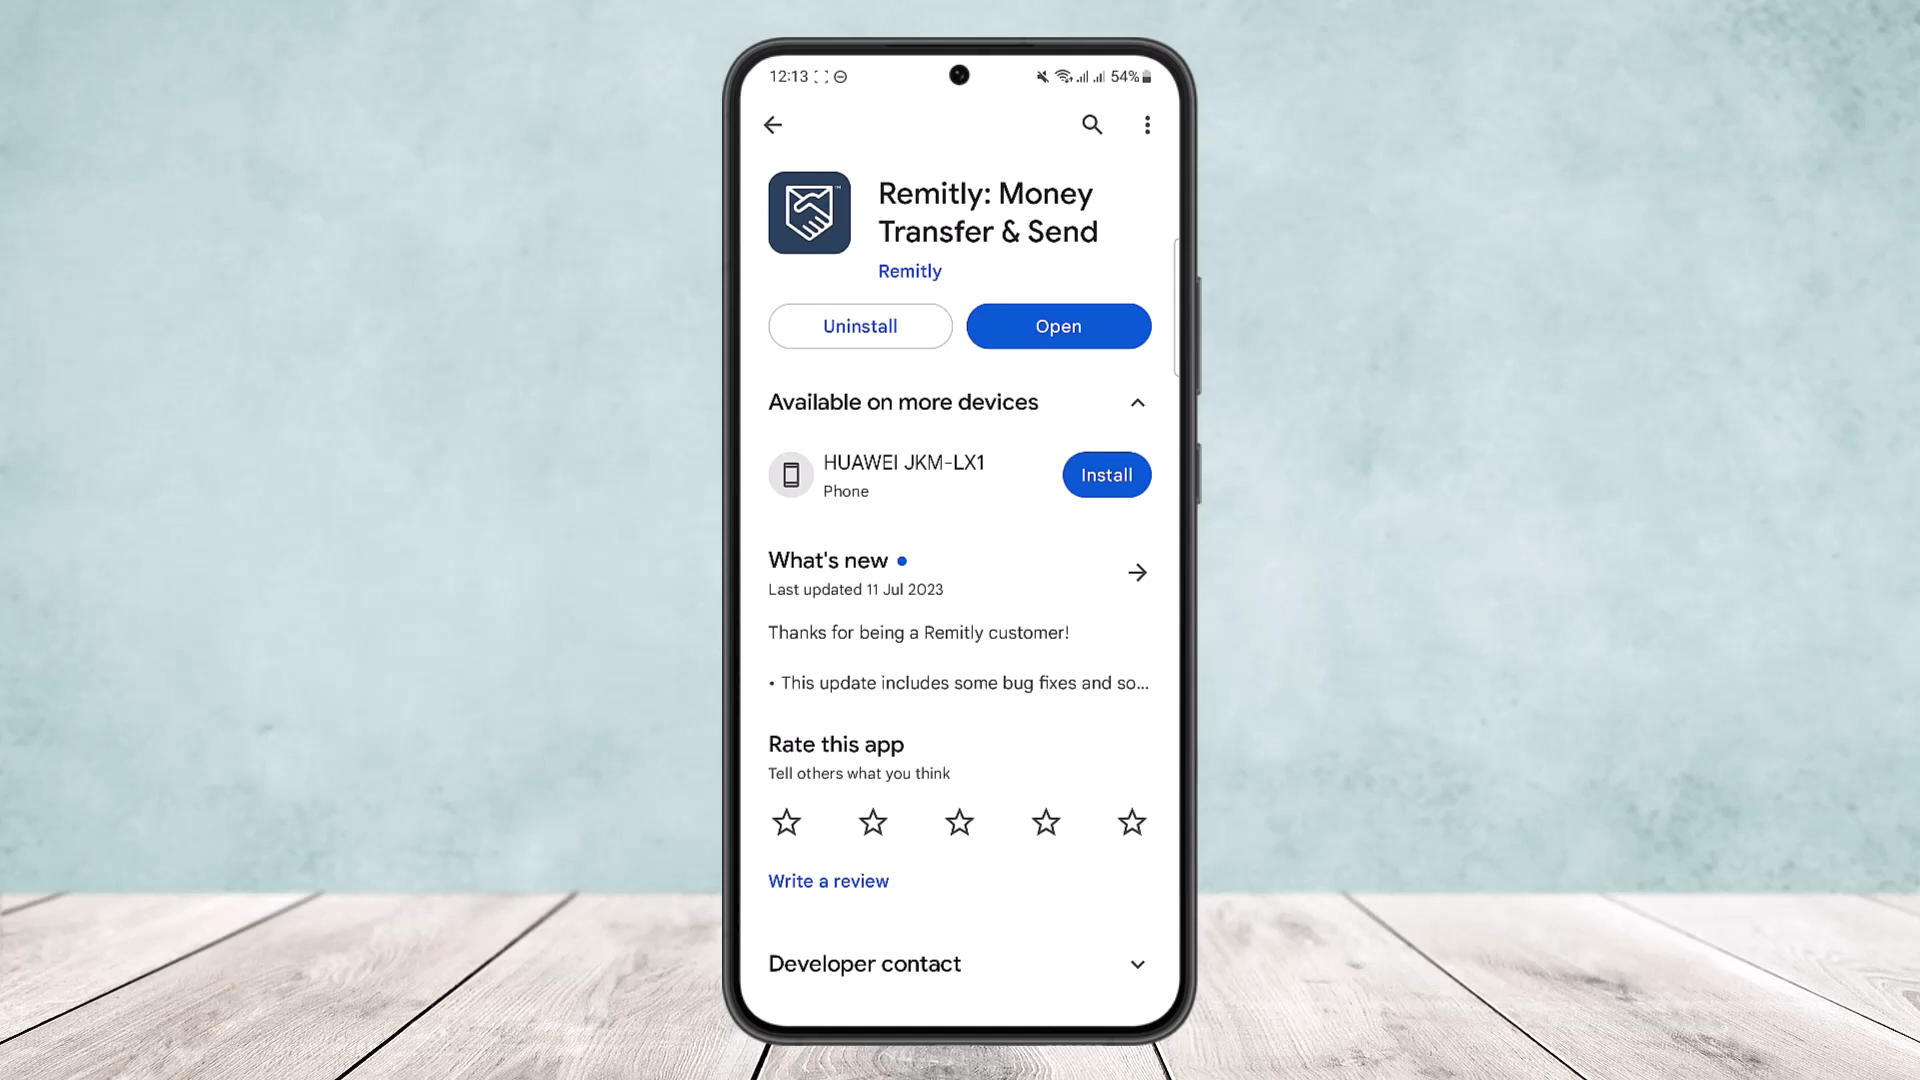 12:13 54%
Remitly: Money
Transfer & Send
Remitly
Uninstall Open
Available on more devices
HUAWEI JKM-LX1
Phone
Install
What's new
Last updated 11 Jul 2023
Thanks for being a Remitly customer!
• This update includes some bug fixes and so...
Rate this app
Tell others what you think
Write a review
Developer contact